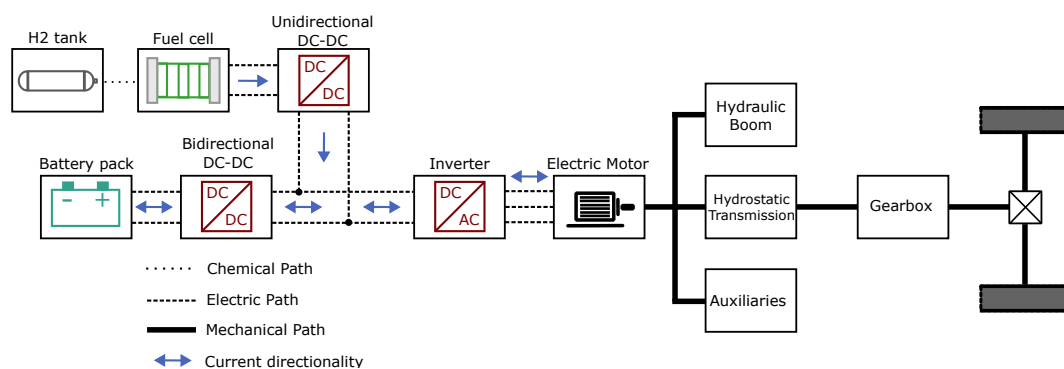 Unidirectional
DC-DC
H2 tank
Fuel cell
DC
DC
Hydraulic
Boom
Bidirectional
DC-DC
Battery pack
Inverter
Electric Motor
DC
DC
DC
AC
- +
Hydrostatic
Transmission
Gearbox
Chemical Path
Electric Path
Auxiliaries
Mechanical Path
Current directionality